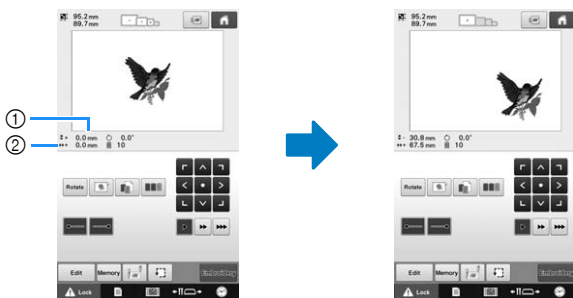 95.2 mm
89.7 mm
①
0.0 mm 0.0°
②
0.0 mm 10
Rotate
Edit Memory Embroidery
Lock
95.2 mm
89.7 mm
30.8 mm 0.0°
67.5 mm 10
Rotate
Edit Memory Embroidery
Lock